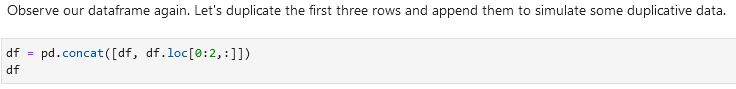 Observe our dataframe again. Let's duplicate the first three rows and append them to simulate some duplicative data.
df = pd.concat([df, df.loc[0:2,:]])
df